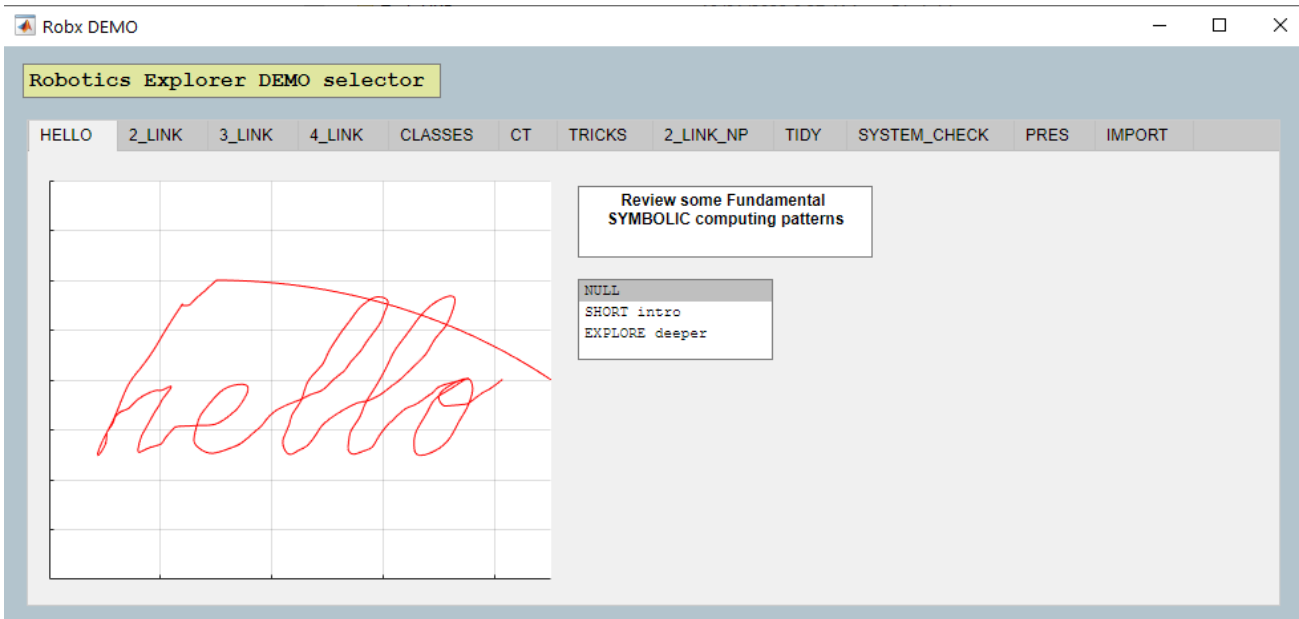 Robx DEMO
Robotics Explorer DEMO selector
HELLO 2_LINK 3_LINK 4_LINK CLASSES CT TRICKS 2_LINK_NP TIDY SYSTEM_CHECK PRES IMPORT
Review some Fundamental
SYMBOLIC computing patterns
NULL
SHORT intro
EXPLORE deeper
hello